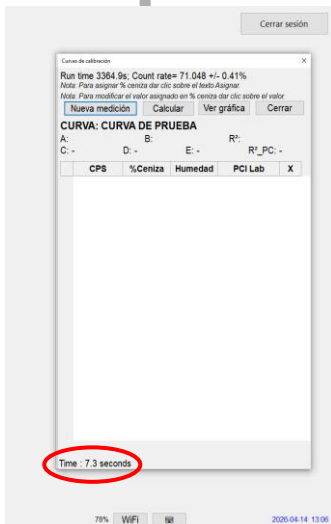 Cerrar sesión
Curvas de calibración X
Run time 3364.9s; Count rate= 71.048 +/- 0.41%
Nota: Para asignar % ceniza dar clic sobre el texto Asignar.
Nota: Para modificar el valor asignado en % ceniza dar clic sobre el valor.
Nueva medición Calcular Ver gráfica Cerrar
CURVA: CURVA DE PRUEBA
A: B: R²:
C: - D: - E: - R²_PC: -
CPS %Ceniza Humedad PCI Lab X
Time : 7.3 seconds
78% WiFi 2026-04-14 13:06